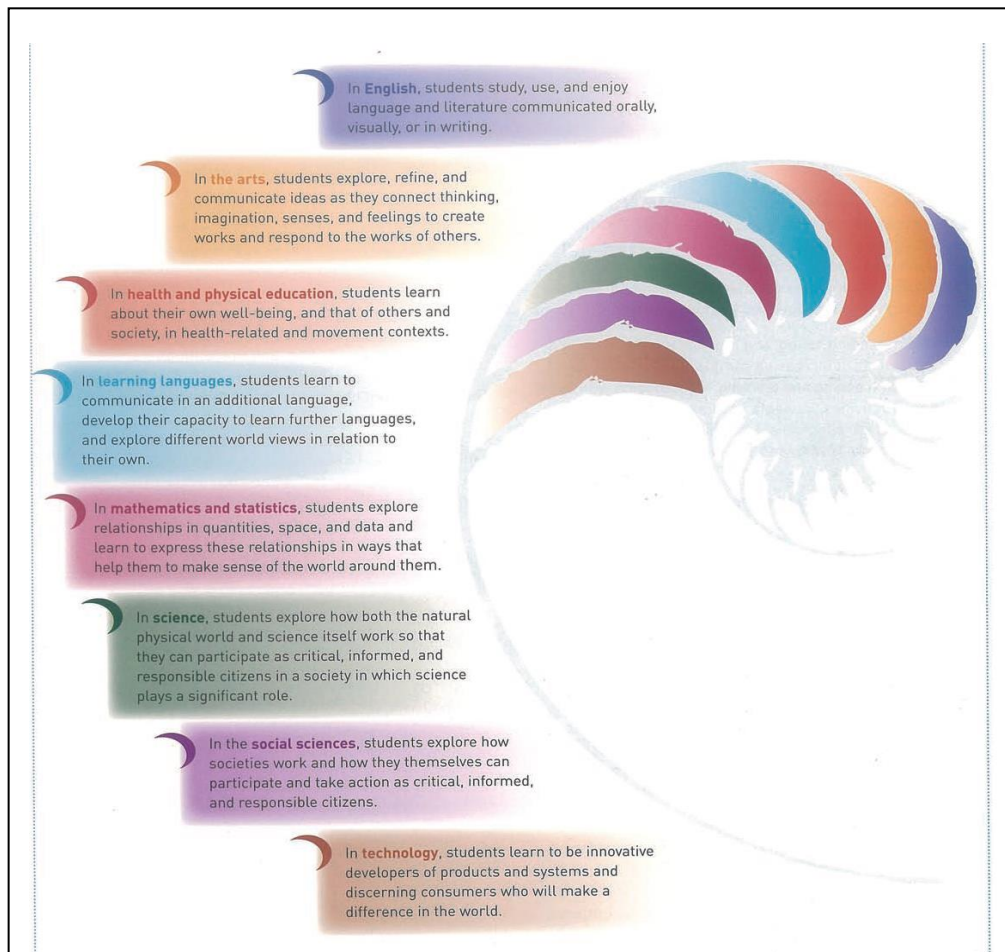 In English, students study, use, and enjoy
language and literature communicated orally,
visually, or in writing.
In the arts, students explore, refine, and
communicate ideas as they connect thinking,
imagination, senses, and feelings to create
works and respond to the works of others.
In health and physical education, students learn
about their own well-being, and that of others and
society, in health-related and movement contexts.
In learning languages, students learn to
communicate in an additional language,
develop their capacity to learn further languages,
and explore different world views in relation to
their own.
In mathematics and statistics, students explore
relationships in quantities, space, and data and
learn to express these relationships in ways that
help them to make sense of the world around them.
In science, students explore how both the natural
physical world and science itself work so that
they can participate as critical, informed, and
responsible citizens in a society in which science
plays a significant role.
In the social sciences, students explore how
societies work and how they themselves can
participate and take action as critical, informed,
and responsible citizens.
In technology, students learn to be innovative
developers of products and systems and
discerning consumers who will make a
difference in the world.